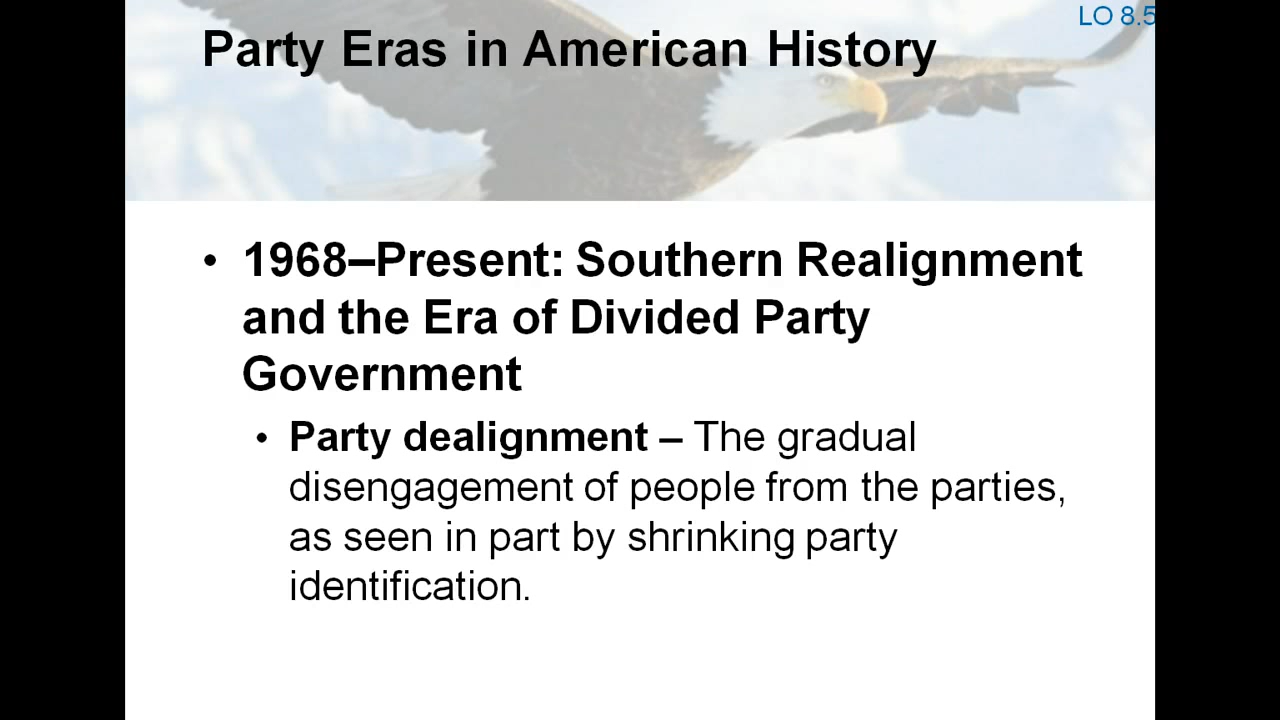 LO 8.5
Party Eras in American History
• 1968–Present: Southern Realignment
and the Era of Divided Party
Government
• Party dealignment – The gradual
disengagement of people from the parties,
as seen in part by shrinking party
identification.